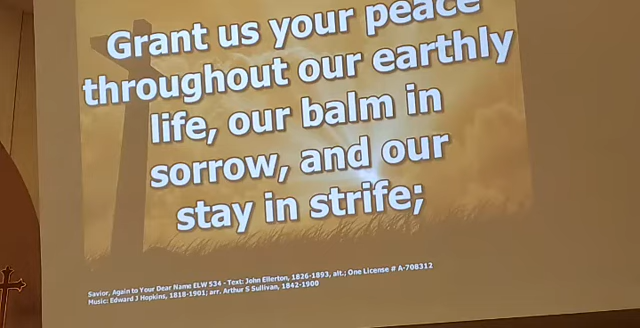 Grant us your peace
throughout our earthly
life, our balm in
sorrow, and our
stay in strife;
Savior, Again to Your Dear Name ELW 534 - Text: John Ellerton, 1826-1893, alt.; One License # A-708312
Music: Edward J Hopkins, 1818-1901; arr. Arthur S Sullivan, 1842-1900